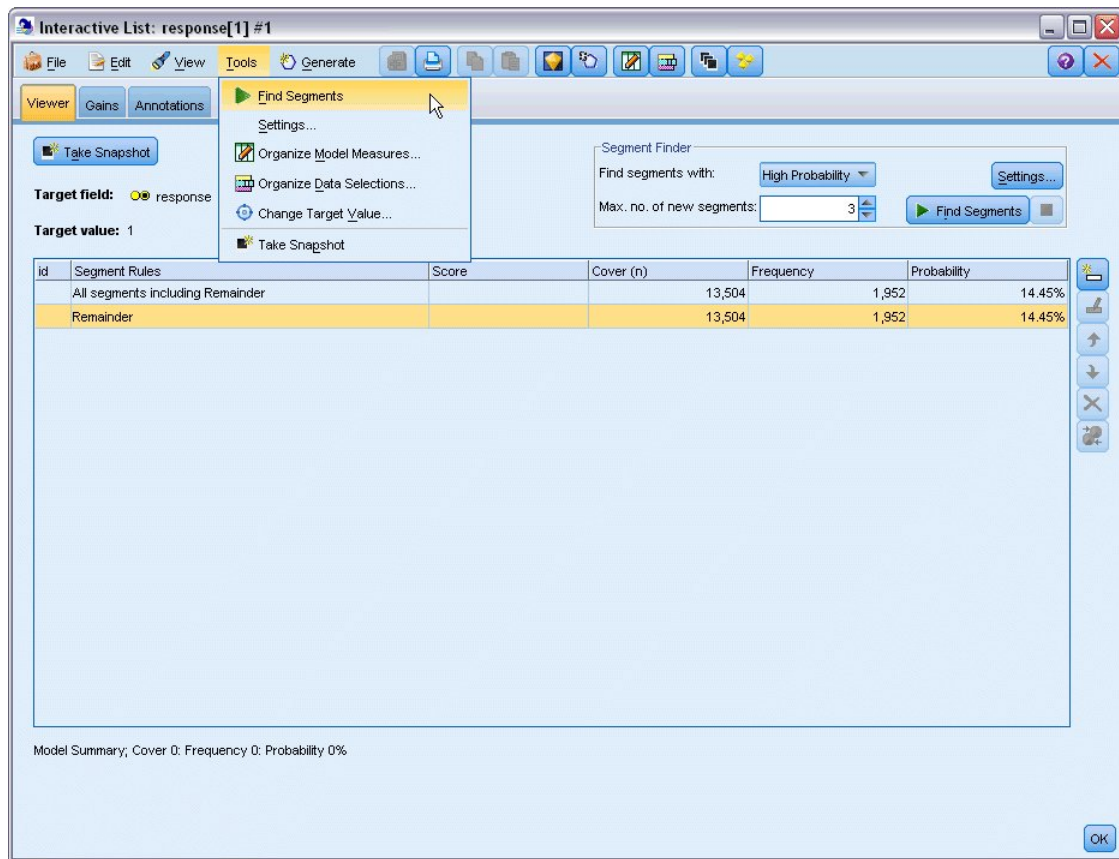 Interactive List: response[1] #1
File Edit View Tools Generate
Viewer Gains Annotations
Find Segments
Settings...
Organize Model Measures...
Organize Data Selections...
Change Target Value...
Take Snapshot
Take Snapshot
Target field: response
Target value: 1
Segment Finder
Find segments with: High Probability Settings...
Max. no. of new segments: 3 Find Segments
id Segment Rules Score Cover (n) Frequency Probability
All segments including Remainder 13,504 1,952 14.45%
Remainder 13,504 1,952 14.45%
Model Summary; Cover 0: Frequency 0: Probability 0%
OK